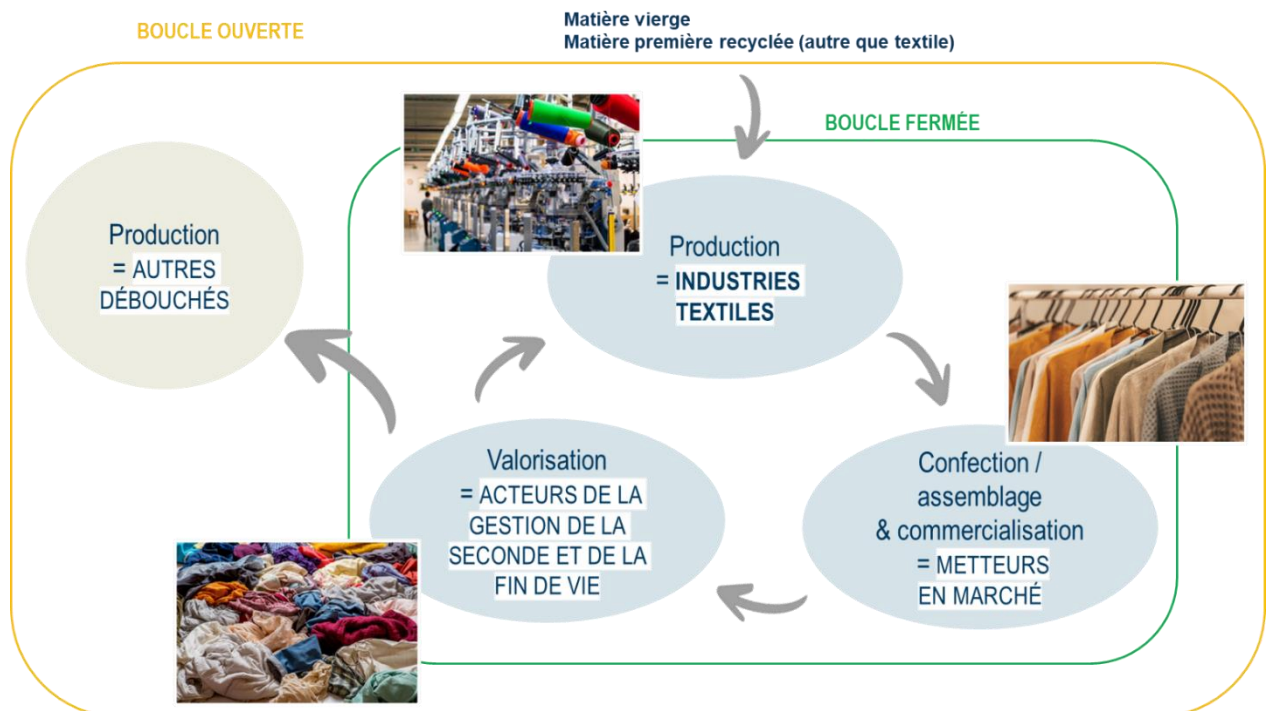 BOUCLE OUVERTE
Matière vierge
Matière première recyclée (autre que textile)
BOUCLE FERMÉE
Production
= AUTRES
DÉBOUCHÉS
Production
= INDUSTRIES
TEXTILES
Valorisation
= ACTEURS DE LA
GESTION DE LA
SECONDE ET DE LA
FIN DE VIE
Confection /
assemblage
& commercialisation
= METTEURS
EN MARCHÉ